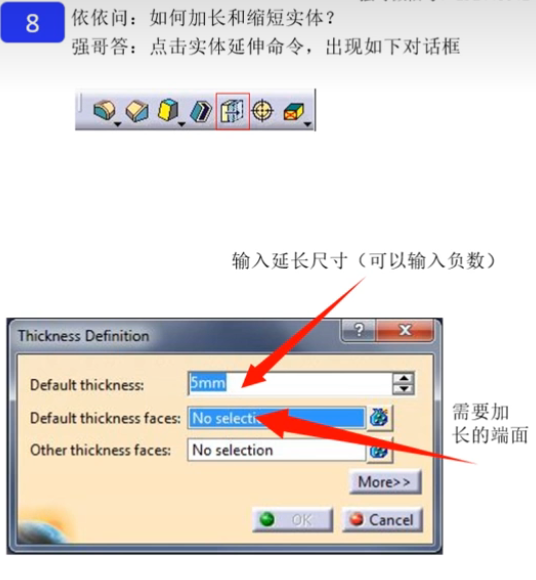 8
依依问：如何加长和缩短实体？
强哥答：点击实体延伸命令，出现如下对话框
输入延长尺寸（可以输入负数）
Thickness Definition
?
Default thickness:
5mm
Default thickness faces:
No selecti
需要加
长的端面
Other thickness faces:
No selection
More>>
OK
Cancel